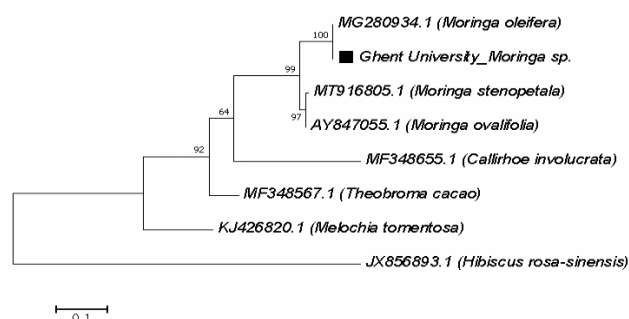 MG280934.1 (Moringa oleifera)
100
Ghent University_Moringa sp.
99
MT916805.1 (Moringa stenopetala)
97
AY847055.1 (Moringa ovalifolia)
64
MF348655.1 (Callirhoe involucrata)
92
MF348567.1 (Theobroma cacao)
KJ426820.1 (Melochia tomentosa)
JX856893.1 (Hibiscus rosa-sinensis)
0.1